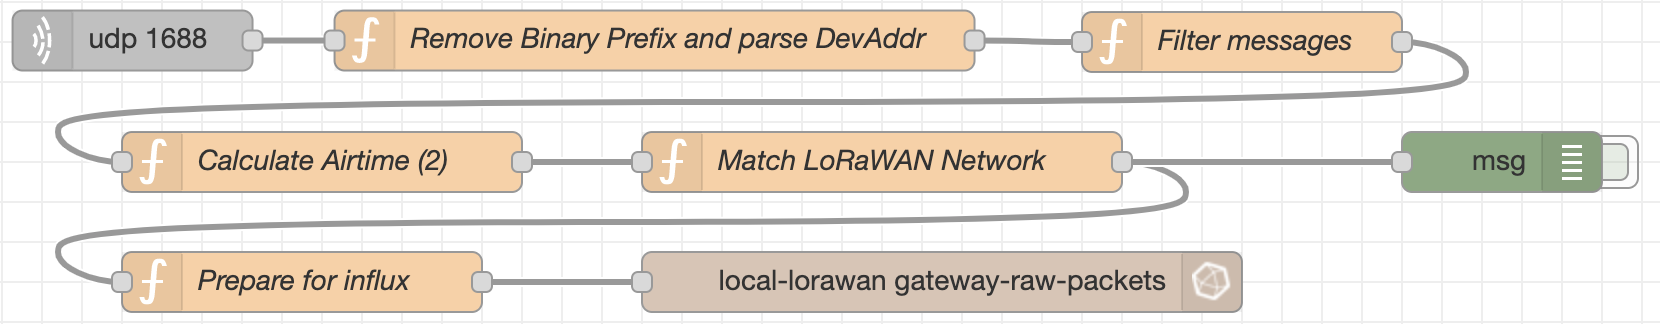 udp 1688
Remove Binary Prefix and parse DevAddr
Filter messages
Calculate Airtime (2)
Match LoRaWAN Network
msg
Prepare for influx
local-lorawan gateway-raw-packets